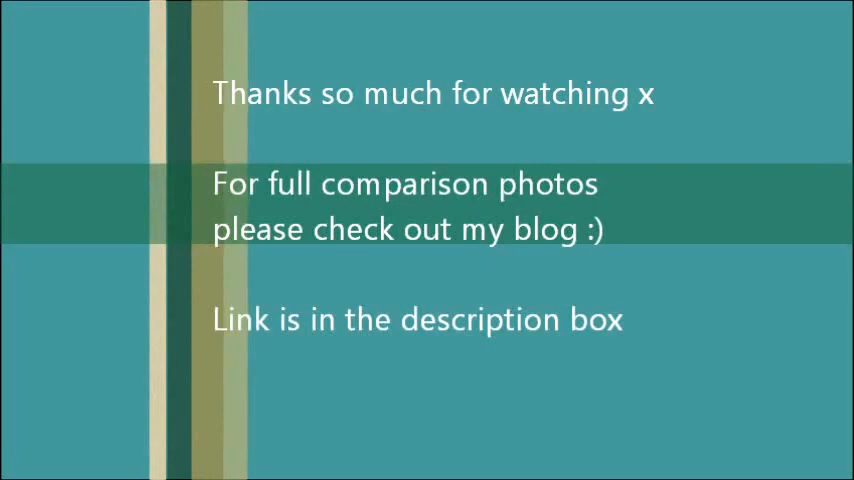 Thanks so much for watching x
For full comparison photos
please check out my blog :)
Link is in the description box